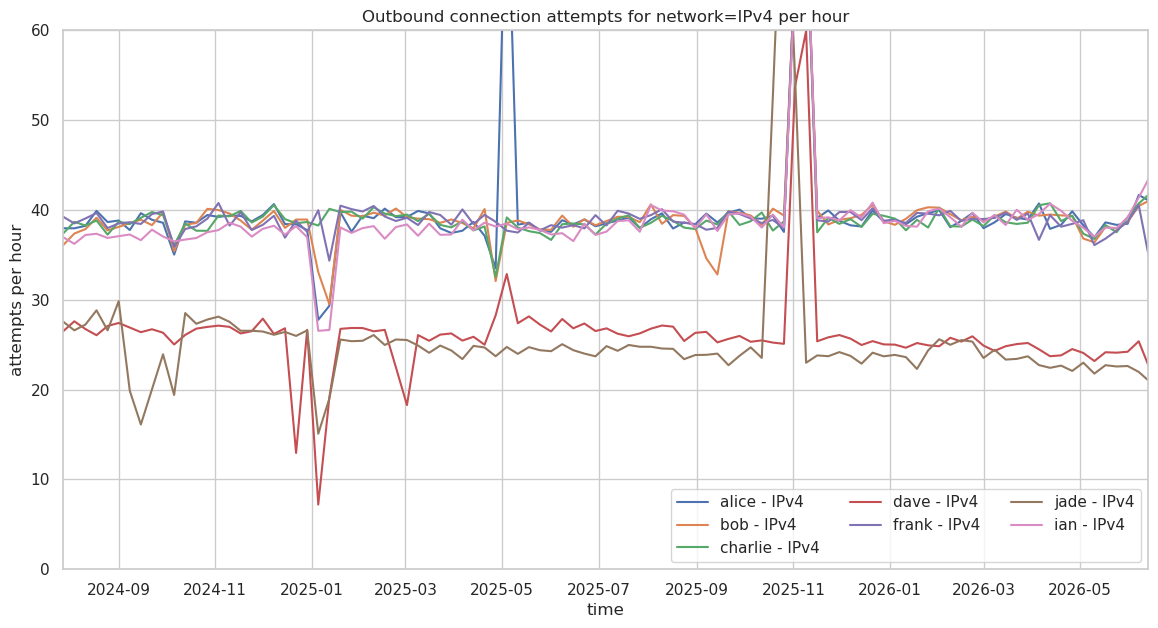 Outbound connection attempts for network=IPv4 per hour
60
50
40
30
20
10
0
attempts per hour
2024-09 2024-11 2025-01 2025-03 2025-05 2025-07 2025-09 2025-11 2026-01 2026-03 2026-05
time
alice - IPv4 dave - IPv4 jade - IPv4
bob - IPv4 frank - IPv4 ian - IPv4
charlie - IPv4